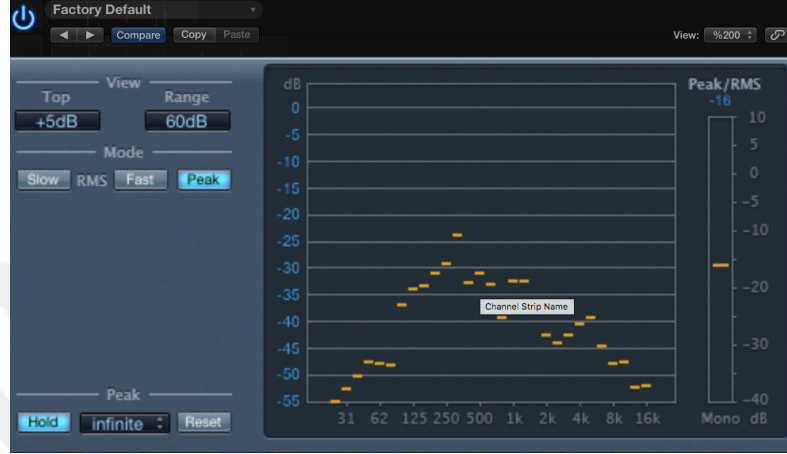 Factory Default
Compare Copy Paste
View: %200
View
Top Range
+5dB 60dB
Mode
Slow RMS Fast Peak
Peak
Hold infinite Reset
dB
0
-5
-10
-15
-20
-25
-30
-35
-40
-45
-50
-55
31 62 125 250 500 1k 2k 4k 8k 16k
Channel Strip Name
Peak/RMS
-16
10
5
0
-5
-10
-20
-30
-40
Mono dB